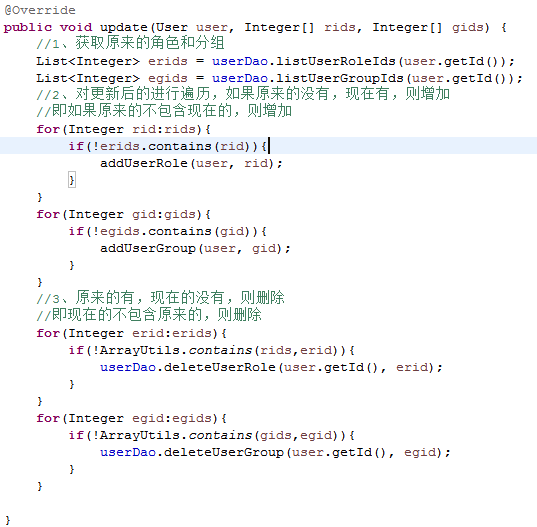 @Override
public void update(User user, Integer[] rids, Integer[] gids) {
//1、获取原来的角色和分组
List<Integer> erids = userDao.listUserRoleIds(user.getId());
List<Integer> egids = userDao.listUserGroupIds(user.getId());
//2、对更新后的进行遍历，如果原来的没有，现在有，则增加
//即如果原来的不包含现在的，则增加
for(Integer rid:rids){
if(!erids.contains(rid)){
addUserRole(user, rid);
}
}
for(Integer gid:gids){
if(!egids.contains(gid)){
addUserGroup(user, gid);
}
}
//3、原来的有，现在的没有，则删除
//即现在的不包含原来的，则删除
for(Integer erid:erids){
if(!ArrayUtils.contains(rids,erid)){
userDao.deleteUserRole(user.getId(), erid);
}
}
for(Integer egid:egids){
if(!ArrayUtils.contains(gids,egid)){
userDao.deleteUserGroup(user.getId(), egid);
}
}
}